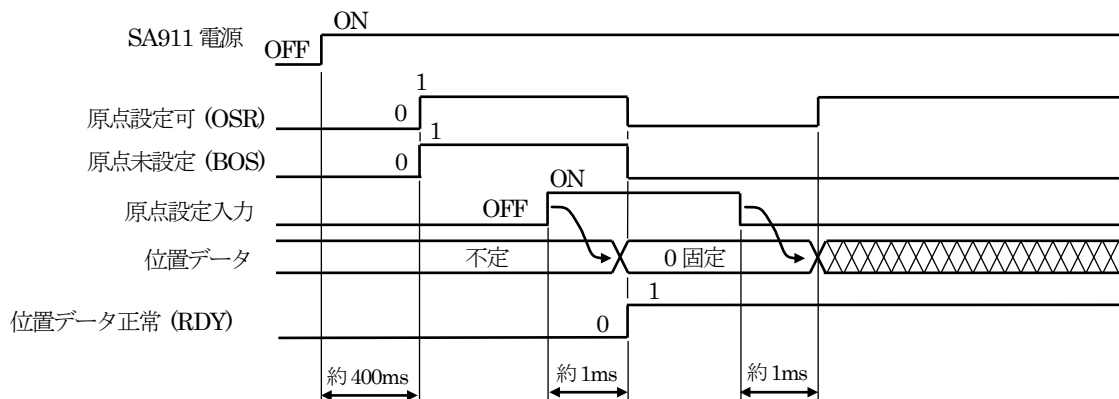 ON
SA911 電源 OFF
1
原点設定可 (OSR) 0
1
原点未設定 (BOS) 0
ON
原点設定入力 OFF
位置データ 不定 0 固定
1
位置データ正常 (RDY) 0
約 400ms 約 1ms 約 1ms